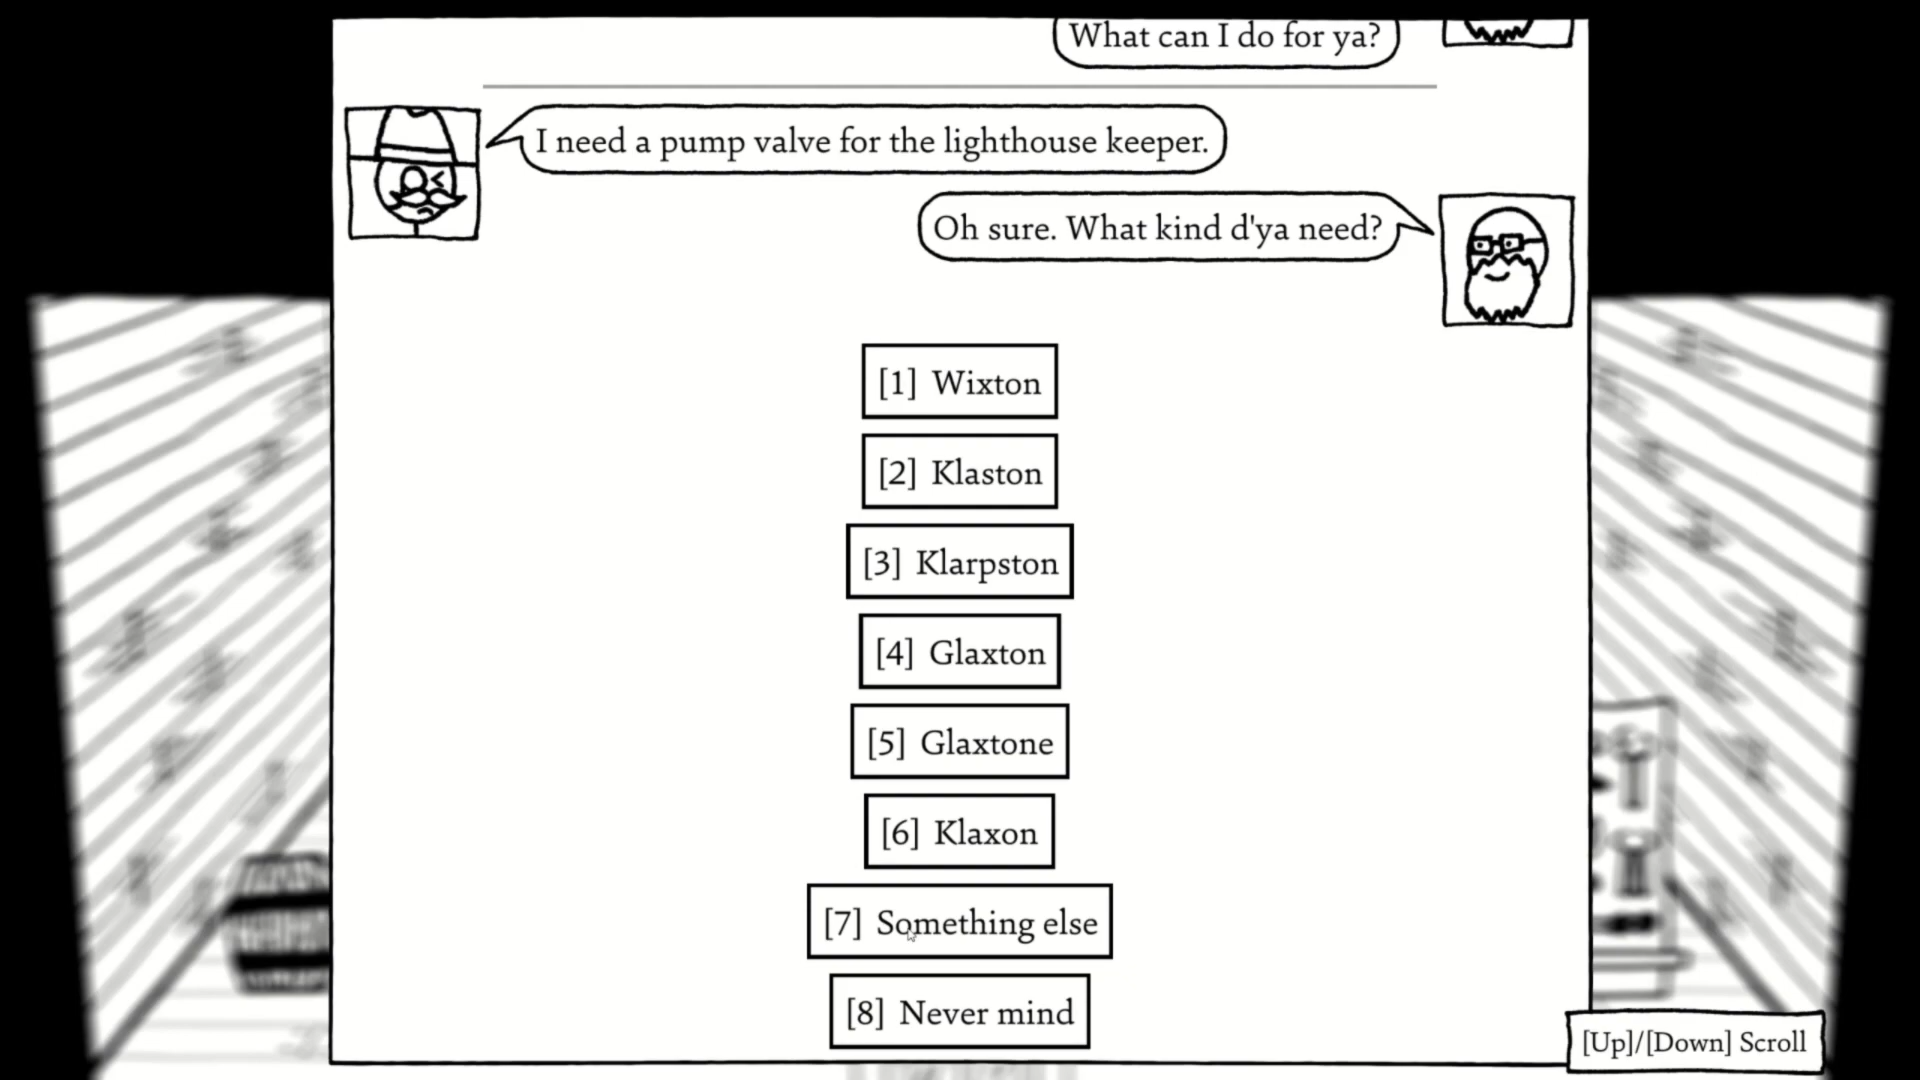 What can I do for ya?
I need a pump valve for the lighthouse keeper.
Oh sure. What kind d'ya need?
[1] Wixton
[2] Klaston
[3] Klarpston
[4] Glaxton
[5] Glaxtone
[6] Klaxon
[7] Something else
[8] Never mind
[Up]/[Down] Scroll